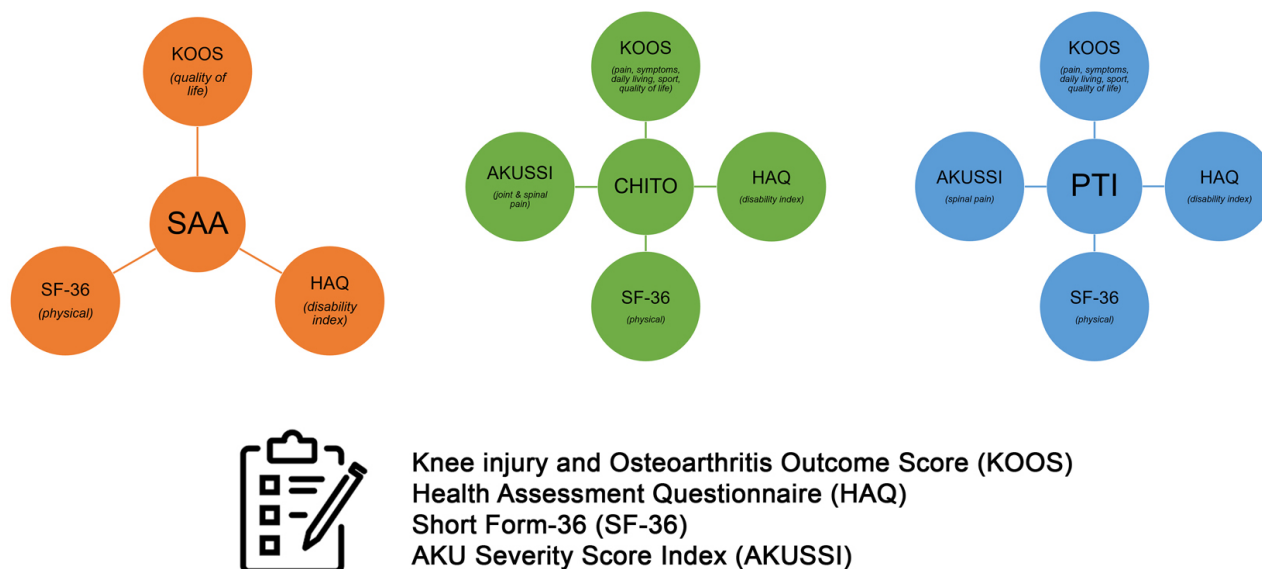 KOOS
(quality of
life)
SAA
SF-36
(physical)
HAQ
(disability
index)
KOOS
(pain, symptoms,
daily living, sport,
quality of life)
AKUSSI
(joint & spinal
pain)
CHITO
HAQ
(disability index)
SF-36
(physical)
KOOS
(pain, symptoms,
daily living, sport,
quality of life)
AKUSSI
(spinal pain)
PTI
HAQ
(disability index)
SF-36
(physical)
Knee injury and Osteoarthritis Outcome Score (KOOS)
Health Assessment Questionnaire (HAQ)
Short Form-36 (SF-36)
AKU Severity Score Index (AKUSSI)